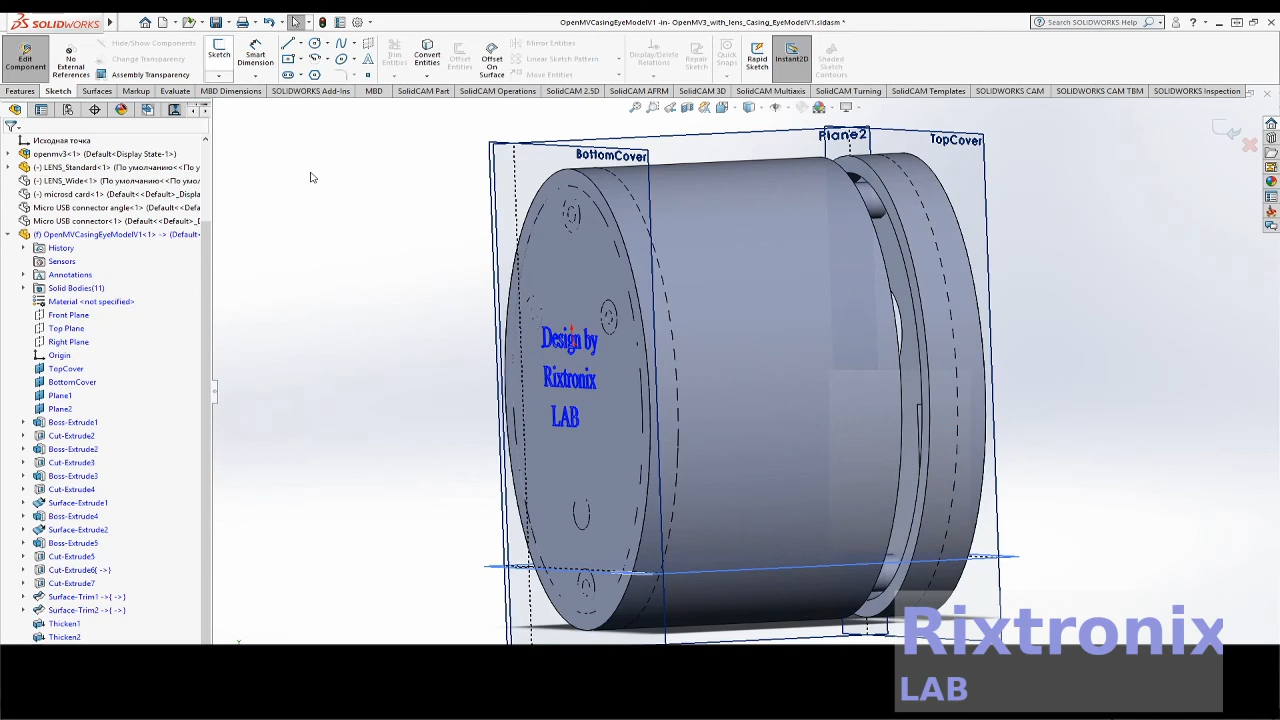 SOLIDWORKS
OpenMVCasingEyeModelV1 -in- OpenMV3_with_lens_Casing_EyeModelV1.sldasm *
Search SOLIDWORKS Help
Edit Component
No External References
Hide/Show Components
Change Transparency
Assembly Transparency
Sketch
Smart Dimension
Trim Entities
Convert Entities
Offset Entities
Offset On Surface
Mirror Entities
Linear Sketch Pattern
Move Entities
Display/Delete Relations
Repair Sketch
Quick Snaps
Rapid Sketch
Instant2D
Shaded Sketch Contours
Features Sketch Surfaces Markup Evaluate MBD Dimensions SOLIDWORKS Add-Ins MBD SolidCAM Part SolidCAM Operations SolidCAM 2.5D SolidCAM AFRM SolidCAM 3D SolidCAM Multiaxis SolidCAM Turning SolidCAM Templates SOLIDWORKS CAM SOLIDWORKS CAM TBM SOLIDWORKS Inspection
Исходная точка
openmv3<1> (Default<Display State-1>)
(-) LENS_Standard<1> (По умолчанию<<По у
(-) LENS_Wide<1> (По умолчанию<<По умол
(-) microsd card<1> (Default<<Default>_Displa
Micro USB connector angle<1> (Default<<Defa
Micro USB connector<1> (Default<<Default>_D
(f) OpenMVCasingEyeModelV1<1> -> (Default<
History
Sensors
Annotations
Solid Bodies(11)
Material <not specified>
Front Plane
Top Plane
Right Plane
Origin
TopCover
BottomCover
Plane1
Plane2
Boss-Extrude1
Cut-Extrude2
Boss-Extrude2
Cut-Extrude3
Boss-Extrude3
Cut-Extrude4
Surface-Extrude1
Boss-Extrude4
Surface-Extrude2
Boss-Extrude5
Cut-Extrude5
Cut-Extrude6{ ->}
Cut-Extrude7
Surface-Trim1 ->{ ->}
Surface-Trim2 ->{ ->}
Thicken1
Thicken2
BottomCover
Plane2
TopCover
Design by
Rixtronix
LAB
Rixtronix
LAB